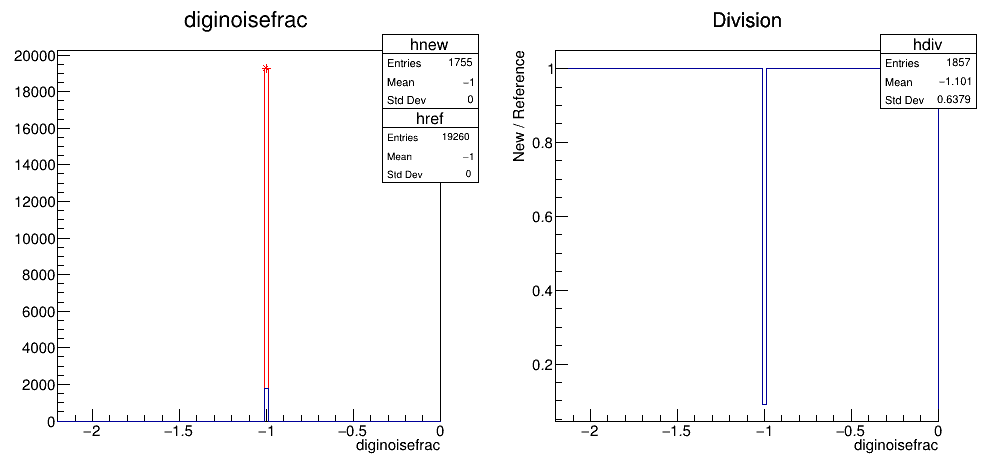 diginoisefrac
hnew
Entries 1755
Mean −1
Std Dev 0
href
Entries 19260
Mean −1
Std Dev 0
20000
18000
16000
14000
12000
10000
8000
6000
4000
2000
0
−2 −1.5 −1 −0.5 0
diginoisefrac
Division
hdiv
Entries 1857
Mean −1.101
Std Dev 0.6379
New / Reference
1
0.8
0.6
0.4
0.2
−2 −1.5 −1 −0.5 0
diginoisefrac